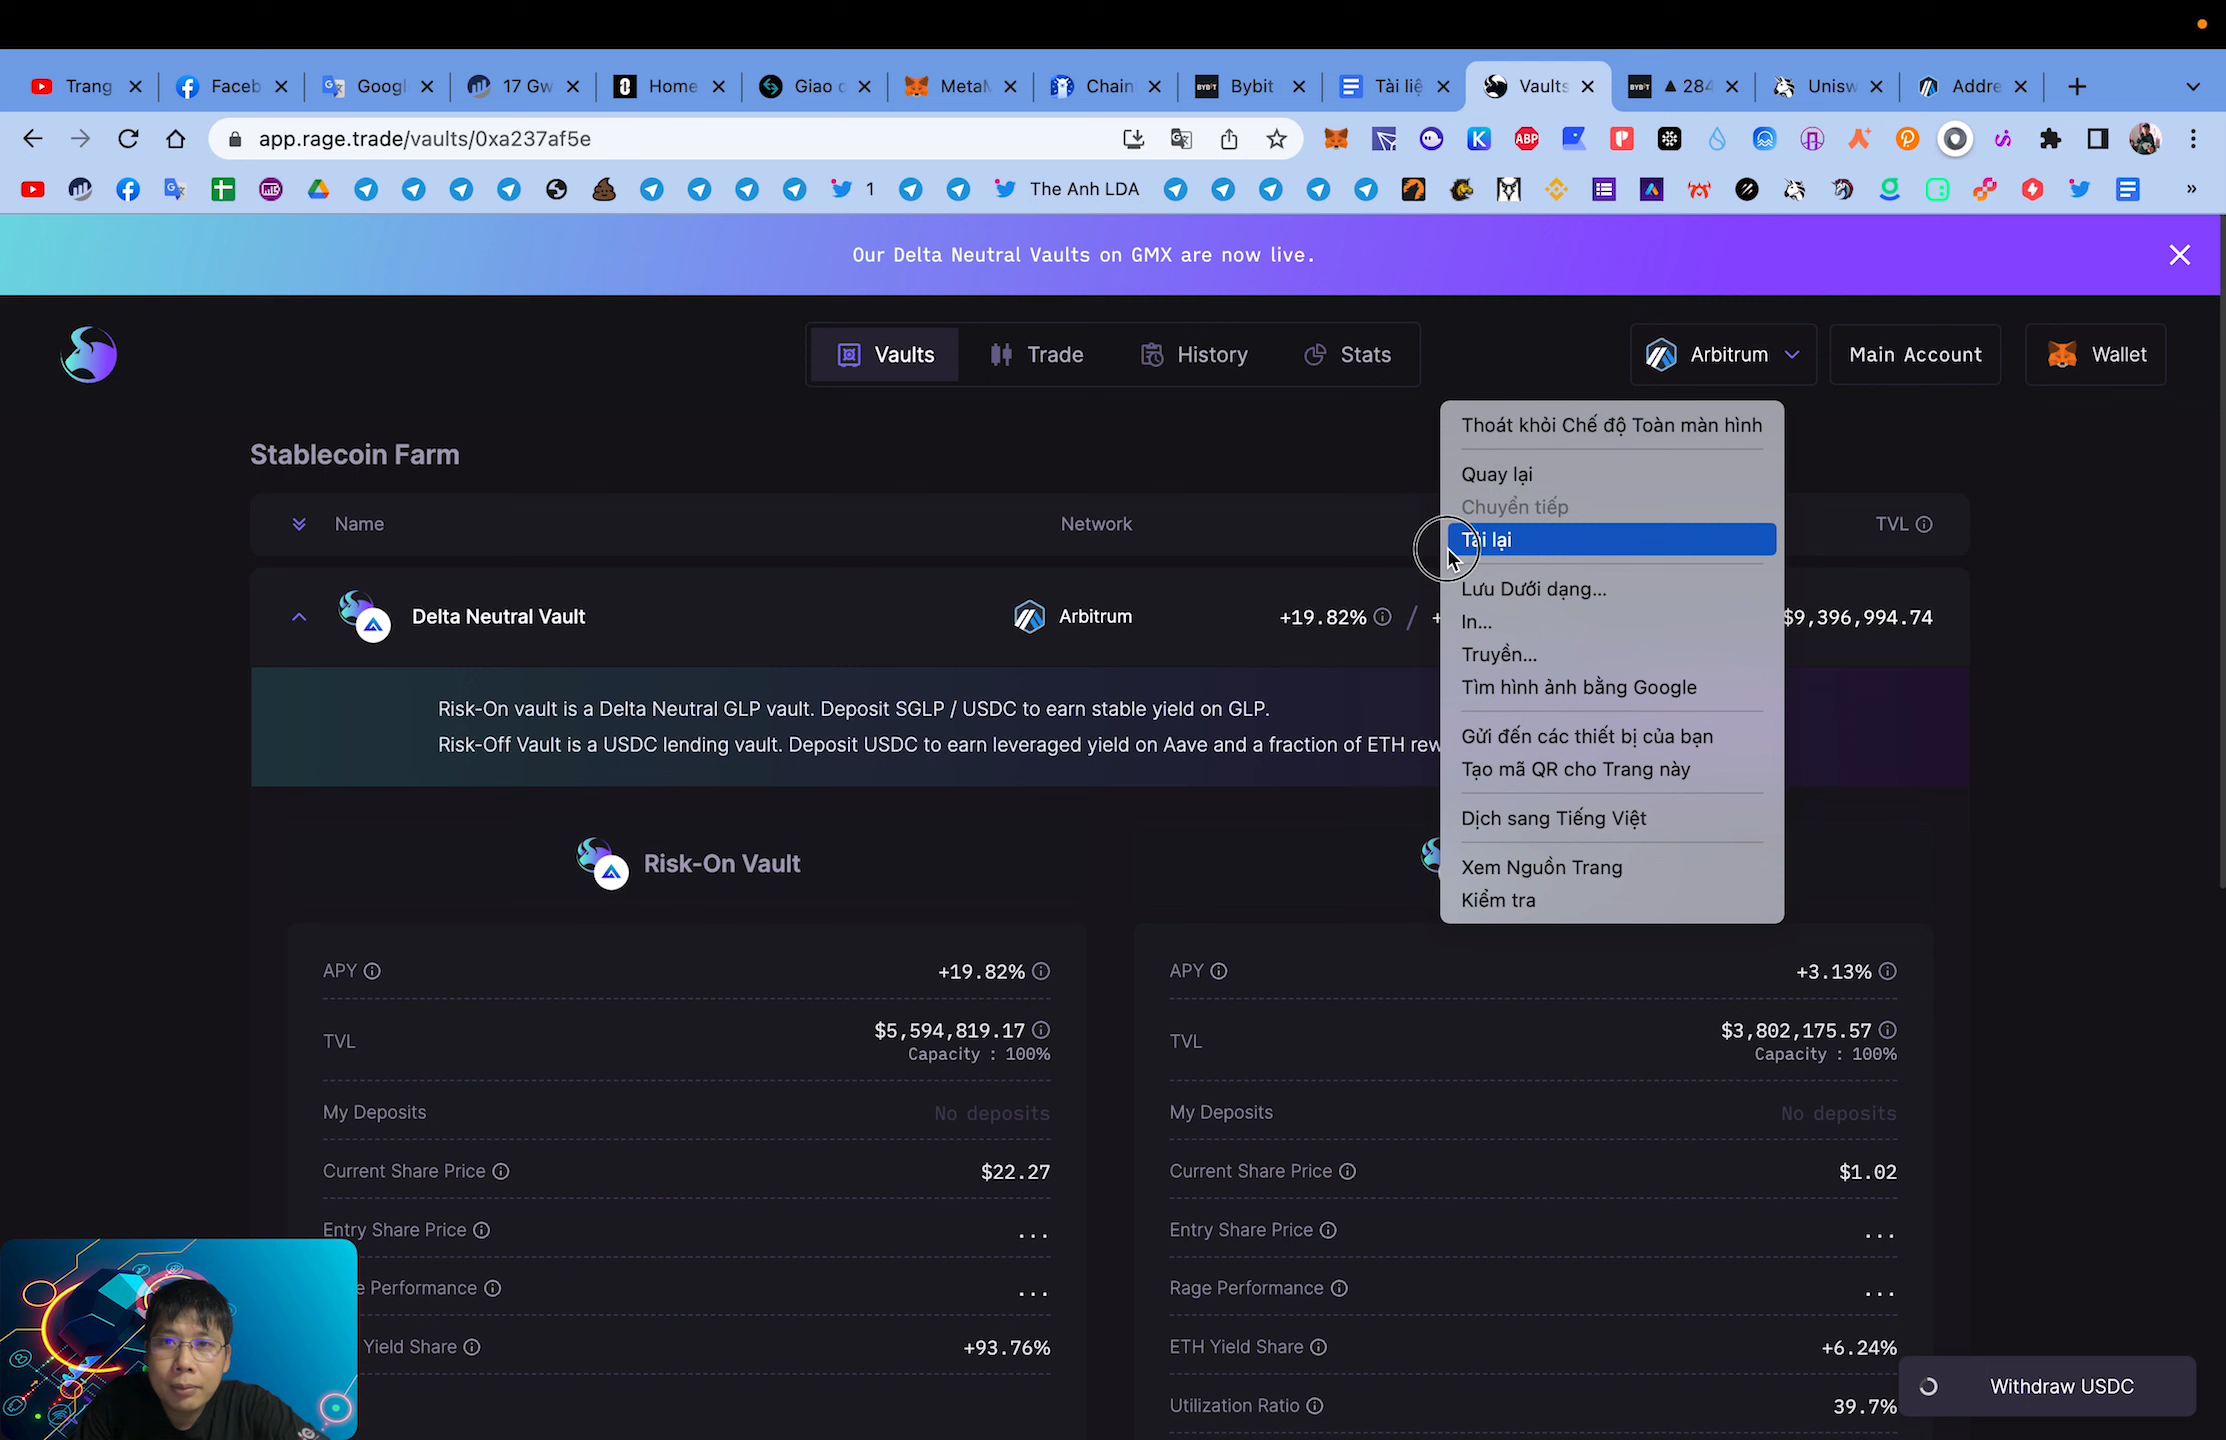 Trang
Faceb
Googl
17 Gw
Home
Giao
MetaM
Chain
Bybit
Tài liệ
Vaults
▲ 284
Unisw
Addre
app.rage.trade/vaults/0xa237af5e
ABP
1
The Anh LDA
Our Delta Neutral Vaults on GMX are now live.
Vaults
Trade
History
Stats
Arbitrum
Main Account
Wallet
Stablecoin Farm
Name
Network
TVL
Delta Neutral Vault
Arbitrum
+19.82% / +
$9,396,994.74
Risk-On vault is a Delta Neutral GLP vault. Deposit SGLP / USDC to earn stable yield on GLP.
Risk-Off Vault is a USDC lending vault. Deposit USDC to earn leveraged yield on Aave and a fraction of ETH rew
Thoát khỏi Chế độ Toàn màn hình
Quay lại
Chuyển tiếp
Tải lại
Lưu Dưới dạng...
In...
Truyền...
Tìm hình ảnh bằng Google
Gửi đến các thiết bị của bạn
Tạo mã QR cho Trang này
Dịch sang Tiếng Việt
Xem Nguồn Trang
Kiểm tra
Risk-On Vault
APY
+19.82%
TVL
$5,594,819.17
Capacity : 100%
My Deposits
No deposits
Current Share Price
$22.27
Entry Share Price
...
e Performance
...
Yield Share
+93.76%
APY
+3.13%
TVL
$3,802,175.57
Capacity : 100%
My Deposits
No deposits
Current Share Price
$1.02
Entry Share Price
...
Rage Performance
...
ETH Yield Share
+6.24%
Utilization Ratio
39.7%
Withdraw USDC